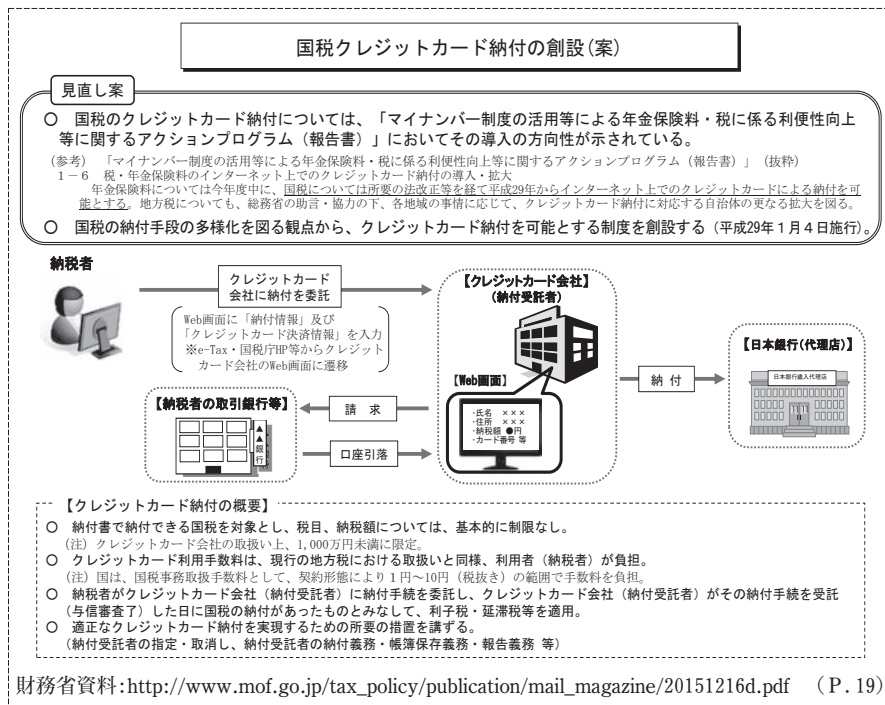 国税クレジットカード納付の創設(案)
見直し案
○ 国税のクレジットカード納付については、「マイナンバー制度の活用等による年金保険料・税に係る利便性向上
等に関するアクションプログラム（報告書）」においてその導入の方向性が示されている。
(参考) 「マイナンバー制度の活用等による年金保険料・税に係る利便性向上等に関するアクションプログラム（報告書）」（抜粋）
１－６ 税・年金保険料のインターネット上でのクレジットカード納付の導入・拡大
年金保険料については今年度中に、国税については所要の法改正等を経て平成29年からインターネット上でのクレジットカードによる納付を可
能とする。地方税についても、総務省の助言・協力の下、各地域の事情に応じて、クレジットカード納付に対応する自治体の更なる拡大を図る。
○ 国税の納付手段の多様化を図る観点から、クレジットカード納付を可能とする制度を創設する（平成29年１月４日施行）。
納税者
クレジットカード
会社に納付を委託
Web画面に「納付情報」及び
「クレジットカード決済情報」を入力
※e-Tax・国税庁HP等からクレジット
カード会社のWeb画面に遷移
【クレジットカード会社】
(納付受託者)
【Web画面】
・氏名 ×××
・住所 ×××
・納税額 ●円
・カード番号 等
納 付
【日本銀行(代理店)】
日本銀行歳入代理店
【納税者の取引銀行等】
▲▲銀行
請 求
口座引落
【クレジットカード納付の概要】
○ 納付書で納付できる国税を対象とし、税目、納税額については、基本的に制限なし。
(注) クレジットカード会社の取扱い上、1,000万円未満に限定。
○ クレジットカード利用手数料は、現行の地方税における取扱いと同様、利用者（納税者）が負担。
(注) 国は、国税事務取扱手数料として、契約形態により１円～10円（税抜き）の範囲で手数料を負担。
○ 納税者がクレジットカード会社（納付受託者）に納付手続を委託し、クレジットカード会社（納付受託者）がその納付手続を受託
（与信審査了）した日に国税の納付があったものとみなして、利子税・延滞税等を適用。
○ 適正なクレジットカード納付を実現するための所要の措置を講ずる。
（納付受託者の指定・取消し、納付受託者の納付義務・帳簿保存義務・報告義務 等）
財務省資料:http://www.mof.go.jp/tax_policy/publication/mail_magazine/20151216d.pdf （P.19）